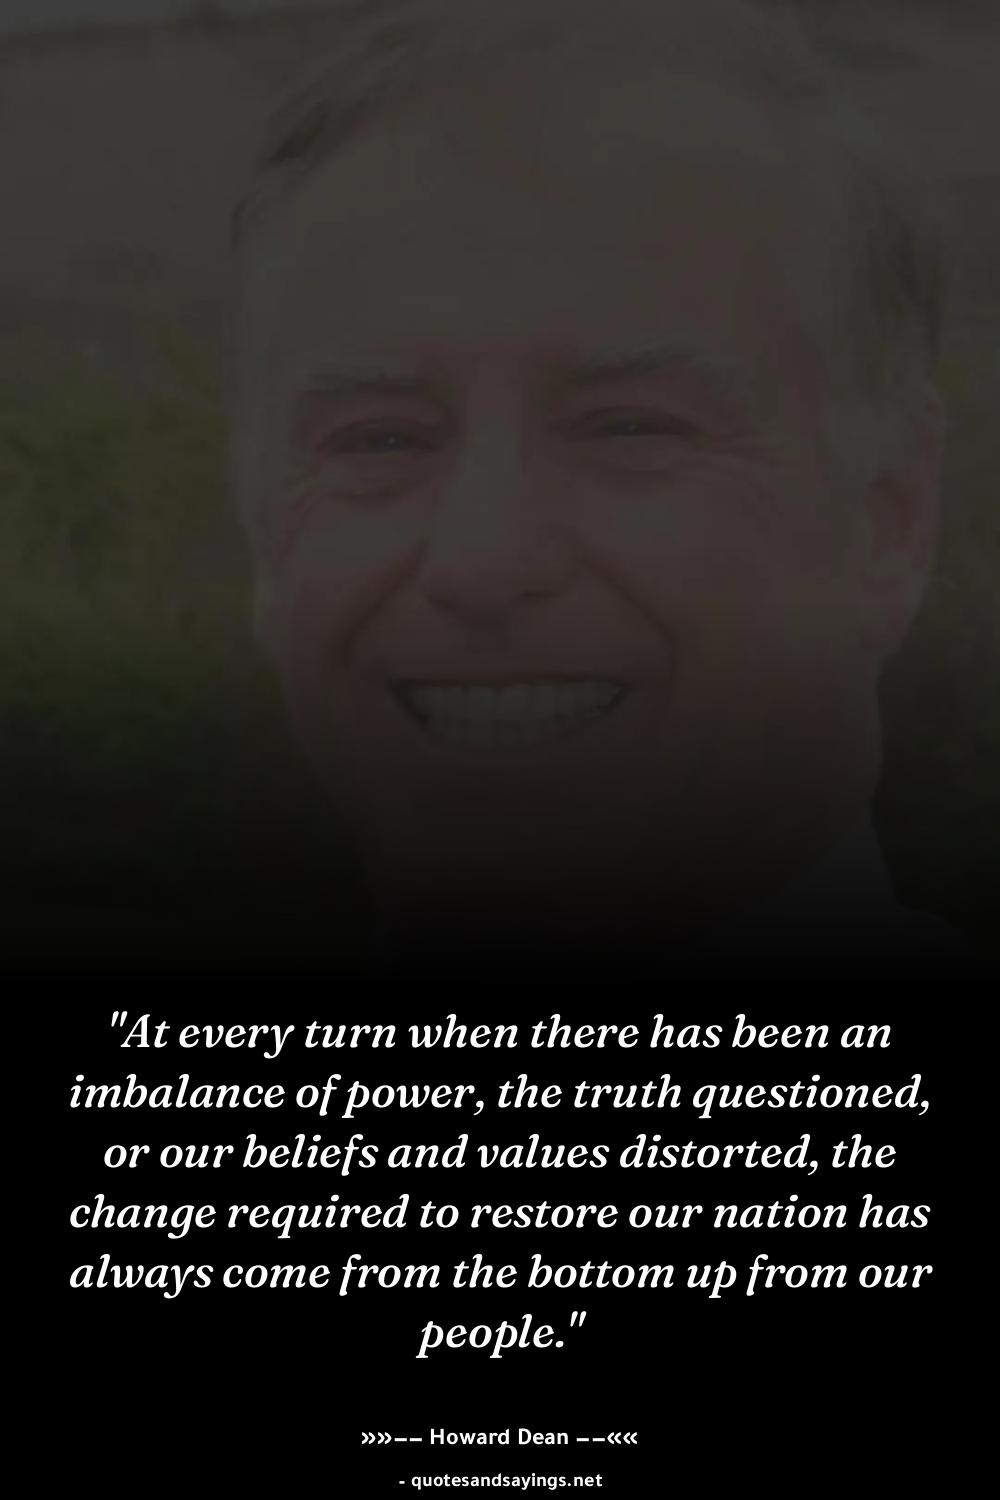 "At every turn when there has been an
imbalance of power, the truth questioned,
or our beliefs and values distorted, the
change required to restore our nation has
always come from the bottom up from our
people."
»»–– Howard Dean ––««
- quotesandsayings.net